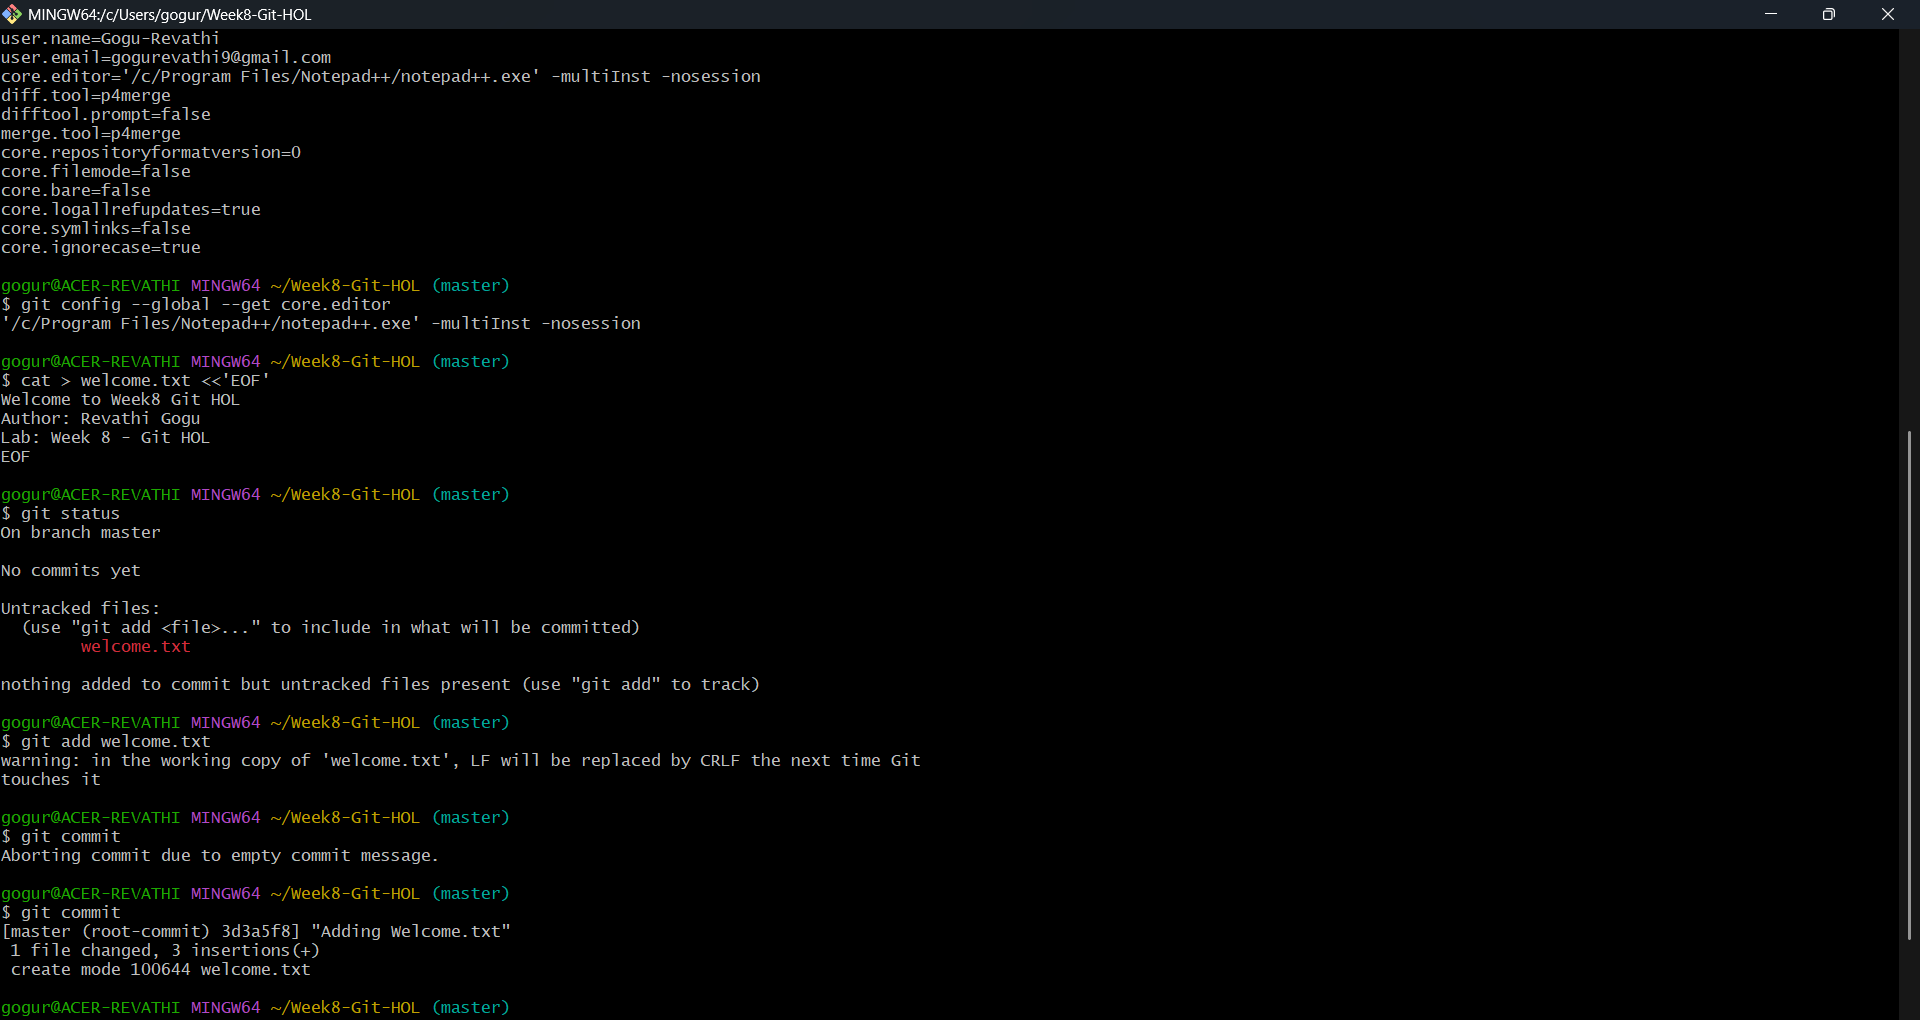 MINGW64:/c/Users/gogur/Week8-Git-HOL
user.name=Gogu-Revathi
user.email=gogurevathi9@gmail.com
core.editor='/c/Program Files/Notepad++/notepad++.exe' -multiInst -nosession
diff.tool=p4merge
difftool.prompt=false
merge.tool=p4merge
core.repositoryformatversion=0
core.filemode=false
core.bare=false
core.logallrefupdates=true
core.symlinks=false
core.ignorecase=true
gogur@ACER-REVATHI MINGW64 ~/Week8-Git-HOL (master)
$ git config --global --get core.editor
'/c/Program Files/Notepad++/notepad++.exe' -multiInst -nosession
gogur@ACER-REVATHI MINGW64 ~/Week8-Git-HOL (master)
$ cat > welcome.txt <<'EOF'
Welcome to Week8 Git HOL
Author: Revathi Gogu
Lab: Week 8 - Git HOL
EOF
gogur@ACER-REVATHI MINGW64 ~/Week8-Git-HOL (master)
$ git status
On branch master
No commits yet
Untracked files:
  (use "git add <file>..." to include in what will be committed)
        welcome.txt
nothing added to commit but untracked files present (use "git add" to track)
gogur@ACER-REVATHI MINGW64 ~/Week8-Git-HOL (master)
$ git add welcome.txt
warning: in the working copy of 'welcome.txt', LF will be replaced by CRLF the next time Git
touches it
gogur@ACER-REVATHI MINGW64 ~/Week8-Git-HOL (master)
$ git commit
Aborting commit due to empty commit message.
gogur@ACER-REVATHI MINGW64 ~/Week8-Git-HOL (master)
$ git commit
[master (root-commit) 3d3a5f8] "Adding Welcome.txt"
 1 file changed, 3 insertions(+)
 create mode 100644 welcome.txt
gogur@ACER-REVATHI MINGW64 ~/Week8-Git-HOL (master)